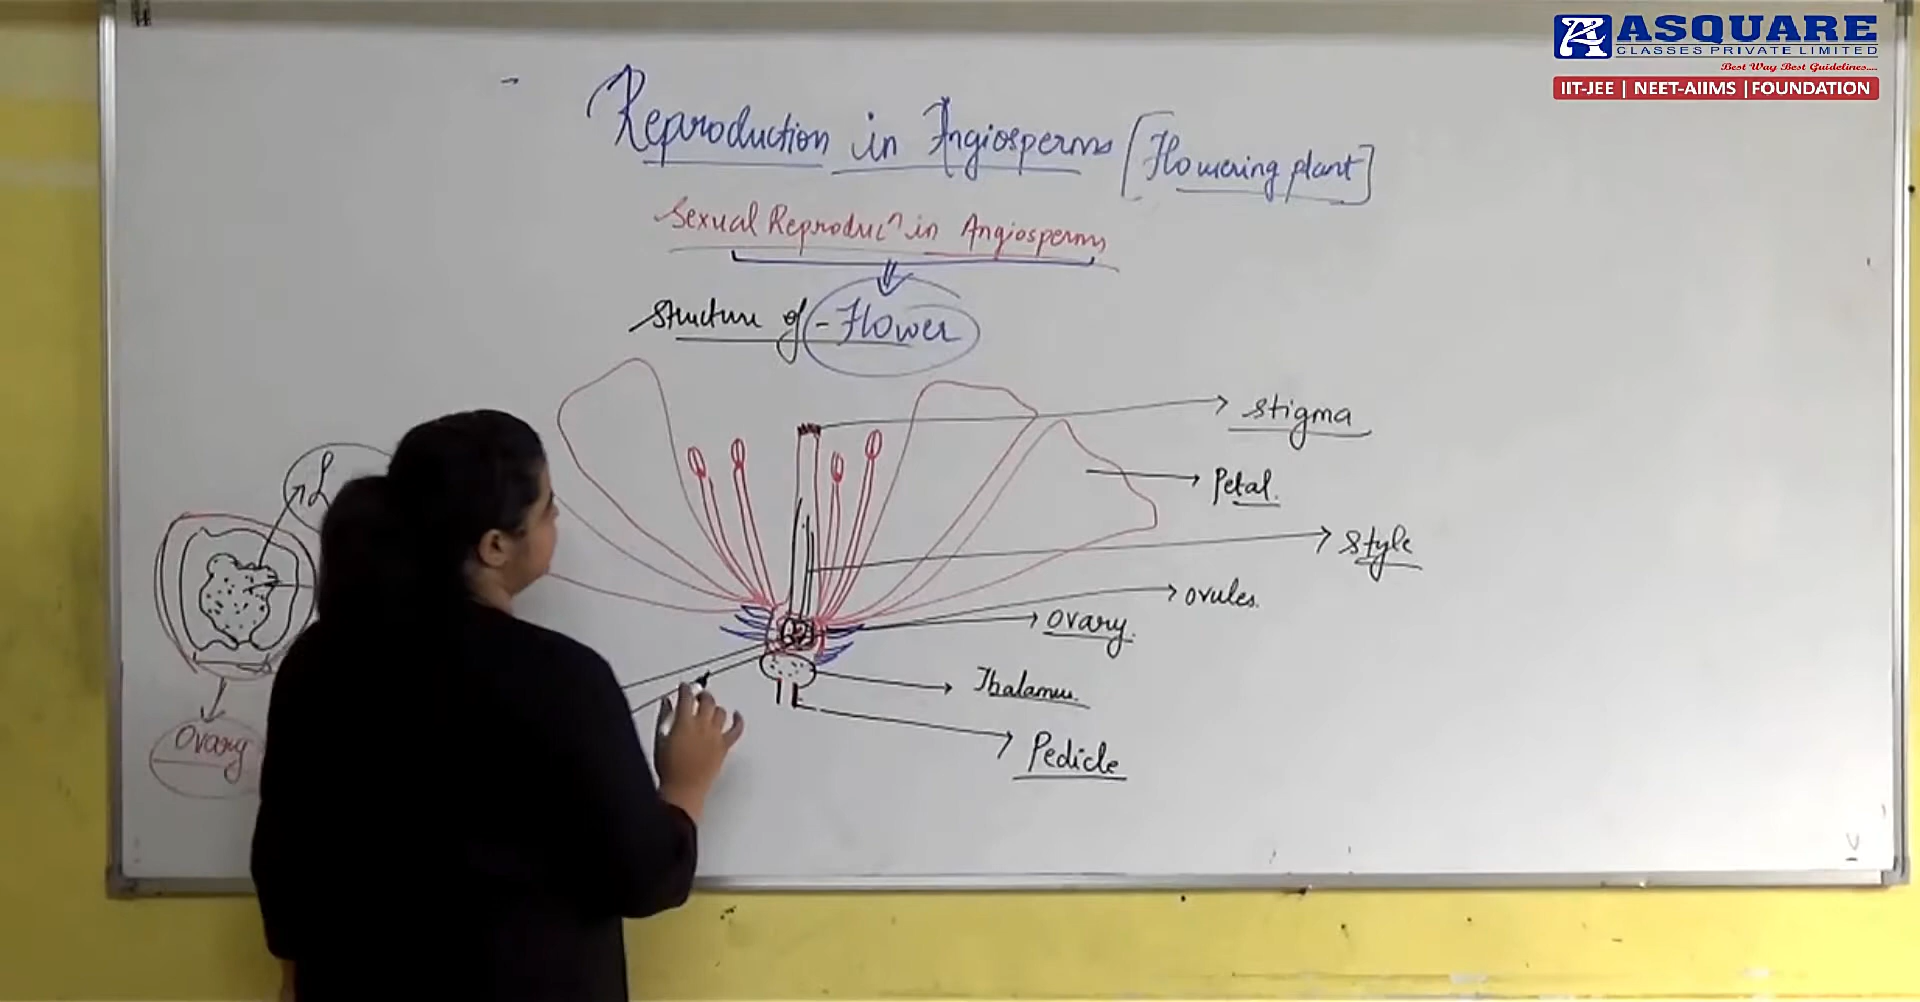 ASQUARE
CLASSES PRIVATE LIMITED
Best Way Best Guidelines....
IIT-JEE | NEET-AIIMS | FOUNDATION
Reproduction in Angiosperms [Flowering plant]
Sexual Reproducⁿ in Angiosperms
Structure of - Flower
Stigma
Petal.
Style
Ovules.
Ovary.
Thalamus.
Pedicle
Ovary